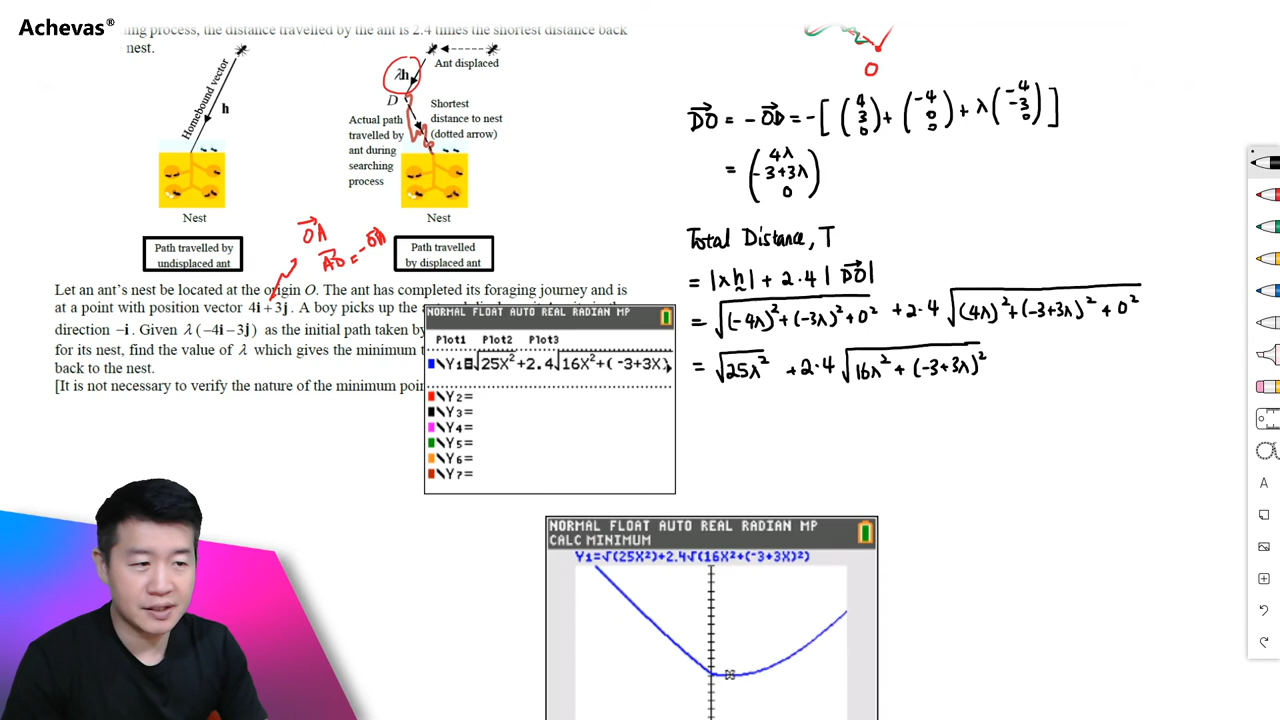 Achevas®
ing process, the distance travelled by the ant is 2.4 times the shortest distance back
nest.
Homebound vector
h
Nest
Path travelled by
undisplaced ant
λh
Ant displaced
D
Shortest
distance to nest
(dotted arrow)
Actual path
travelled by
ant during
searching
process
Nest
Path travelled
by displaced ant
OA
AO = -OA
Let an ant's nest be located at the origin O. The ant has completed its foraging journey and is
at a point with position vector 4i + 3j. A boy picks up the
direction −i. Given λ(−4i − 3j) as the initial path taken by
for its nest, find the value of λ which gives the minimum
back to the nest.
[It is not necessary to verify the nature of the minimum poin
NORMAL FLOAT AUTO REAL RADIAN MP
Plot1 Plot2 Plot3
\Y1=√25X²+2.4√16X²+(-3+3X)
\Y2=
\Y3=
\Y4=
\Y5=
\Y6=
\Y7=
NORMAL FLOAT AUTO REAL RADIAN MP
CALC MINIMUM
Y1=√(25X²)+2.4√(16X²+(-3+3X)²)
O
DO = -OD = -[(4 3 0) + (-4 0 0) + λ(-4 -3 0)]
= (4λ -3+3λ 0)
Total Distance, T
= |λh| + 2.4|DO|
= √(-4λ)²+(-3λ)²+0² + 2.4√(4λ)²+(-3+3λ)²+0²
= √25λ² + 2.4√16λ²+(-3+3λ)²
A